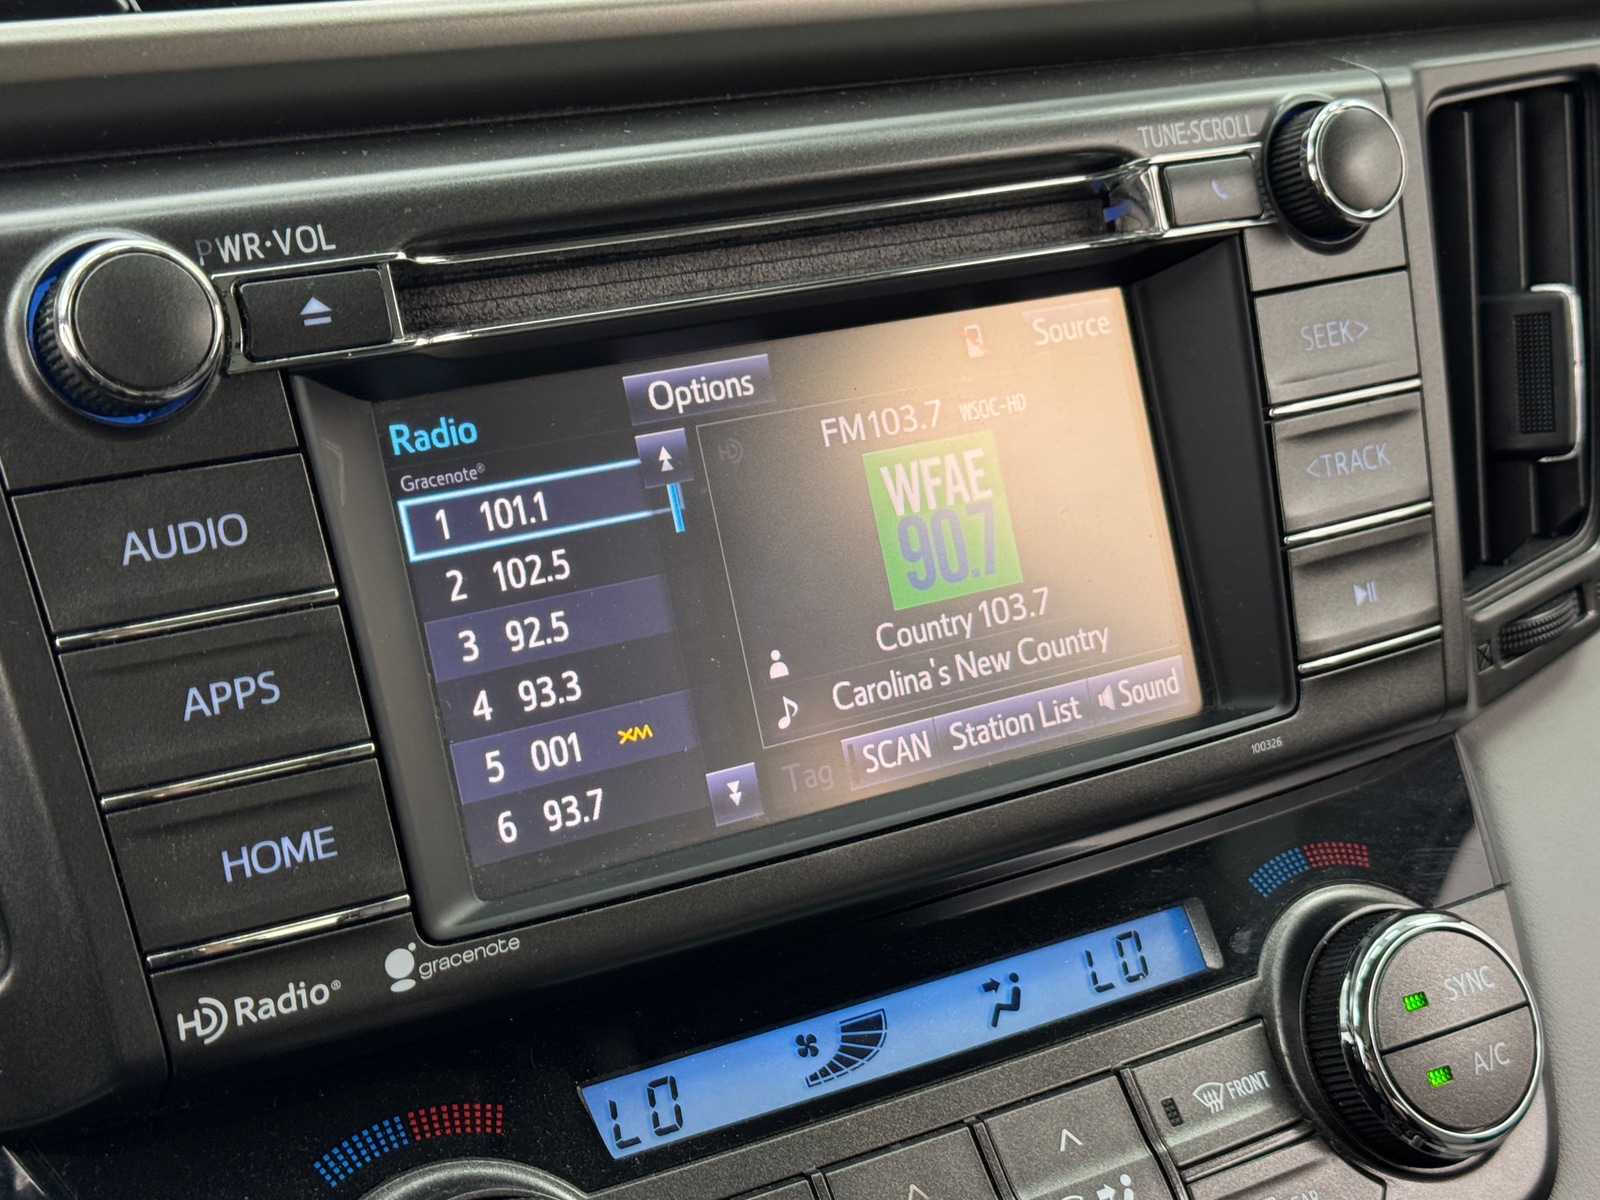 TUNE·SCROLL
PWR·VOL
SEEK>
<TRACK
AUDIO
APPS
HOME
Source
Options
Radio
Gracenote®
1 101.1
2 102.5
3 92.5
4 93.3
5 001 XM
6 93.7
FM103.7 WSOC-HD
HD
WFAE
90.7
Country 103.7
Carolina's New Country
Tag
SCAN
Station List
Sound
100326
HD Radio®
gracenote
LO
LO
SYNC
A/C
FRONT